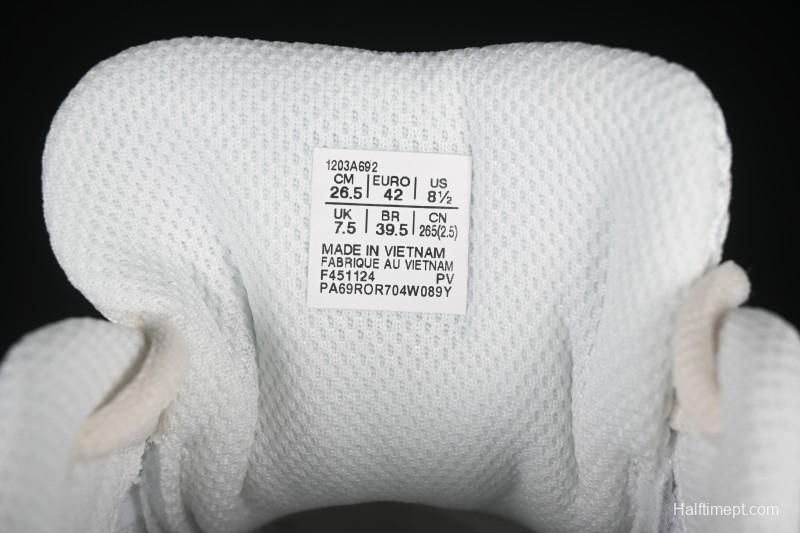 1203A692
CM EURO US
26.5 42 8½
UK BR CN
7.5 39.5 265(2.5)
MADE IN VIETNAM
FABRIQUE AU VIETNAM
F451124 PV
PA69ROR704W089Y
Halftimept.com